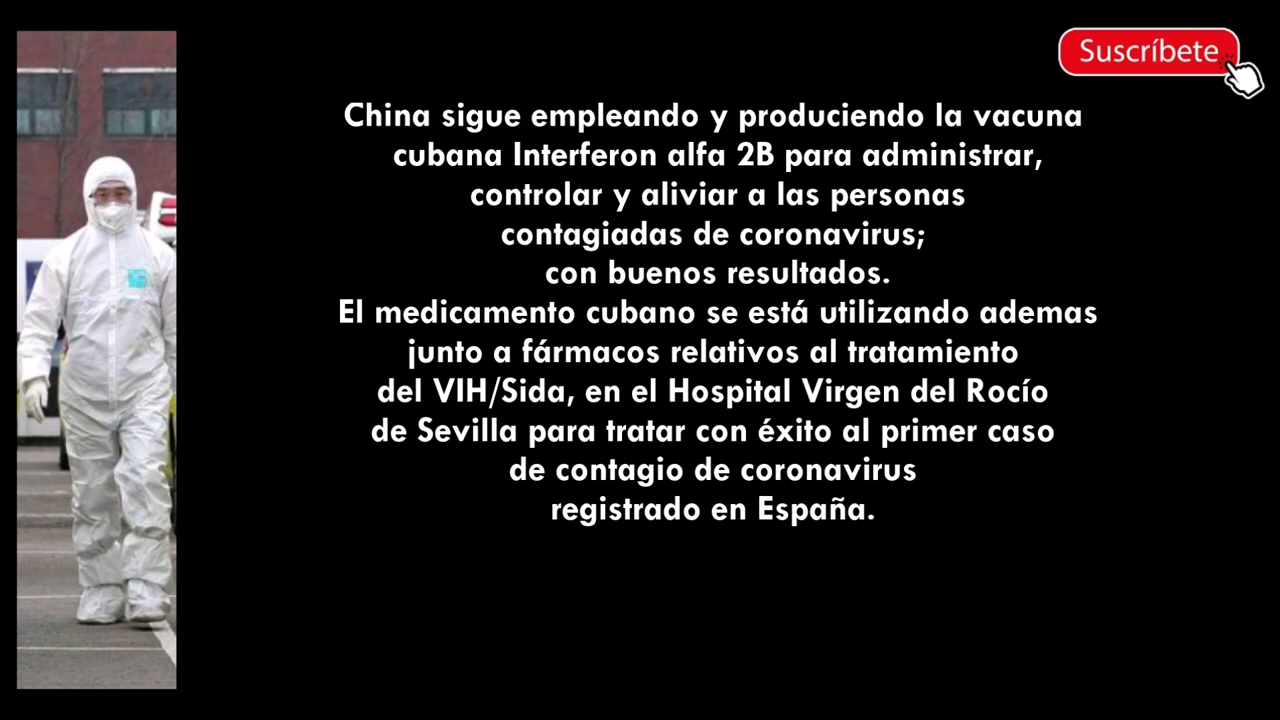 Suscríbete
China sigue empleando y produciendo la vacuna
cubana Interferon alfa 2B para administrar,
controlar y aliviar a las personas
contagiadas de coronavirus;
con buenos resultados.
El medicamento cubano se está utilizando ademas
junto a fármacos relativos al tratamiento
del VIH/Sida, en el Hospital Virgen del Rocío
de Sevilla para tratar con éxito al primer caso
de contagio de coronavirus
registrado en España.